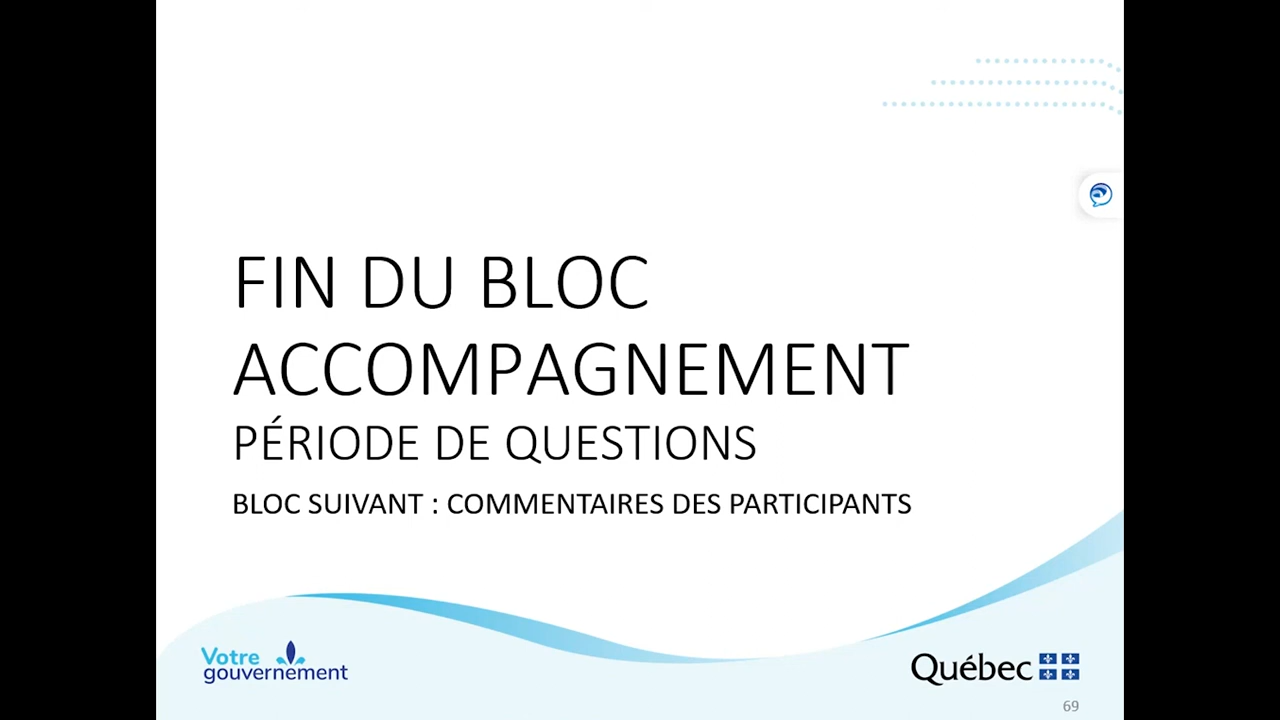 FIN DU BLOC
ACCOMPAGNEMENT
PÉRIODE DE QUESTIONS
BLOC SUIVANT : COMMENTAIRES DES PARTICIPANTS
Votre
gouvernement
Québec
69